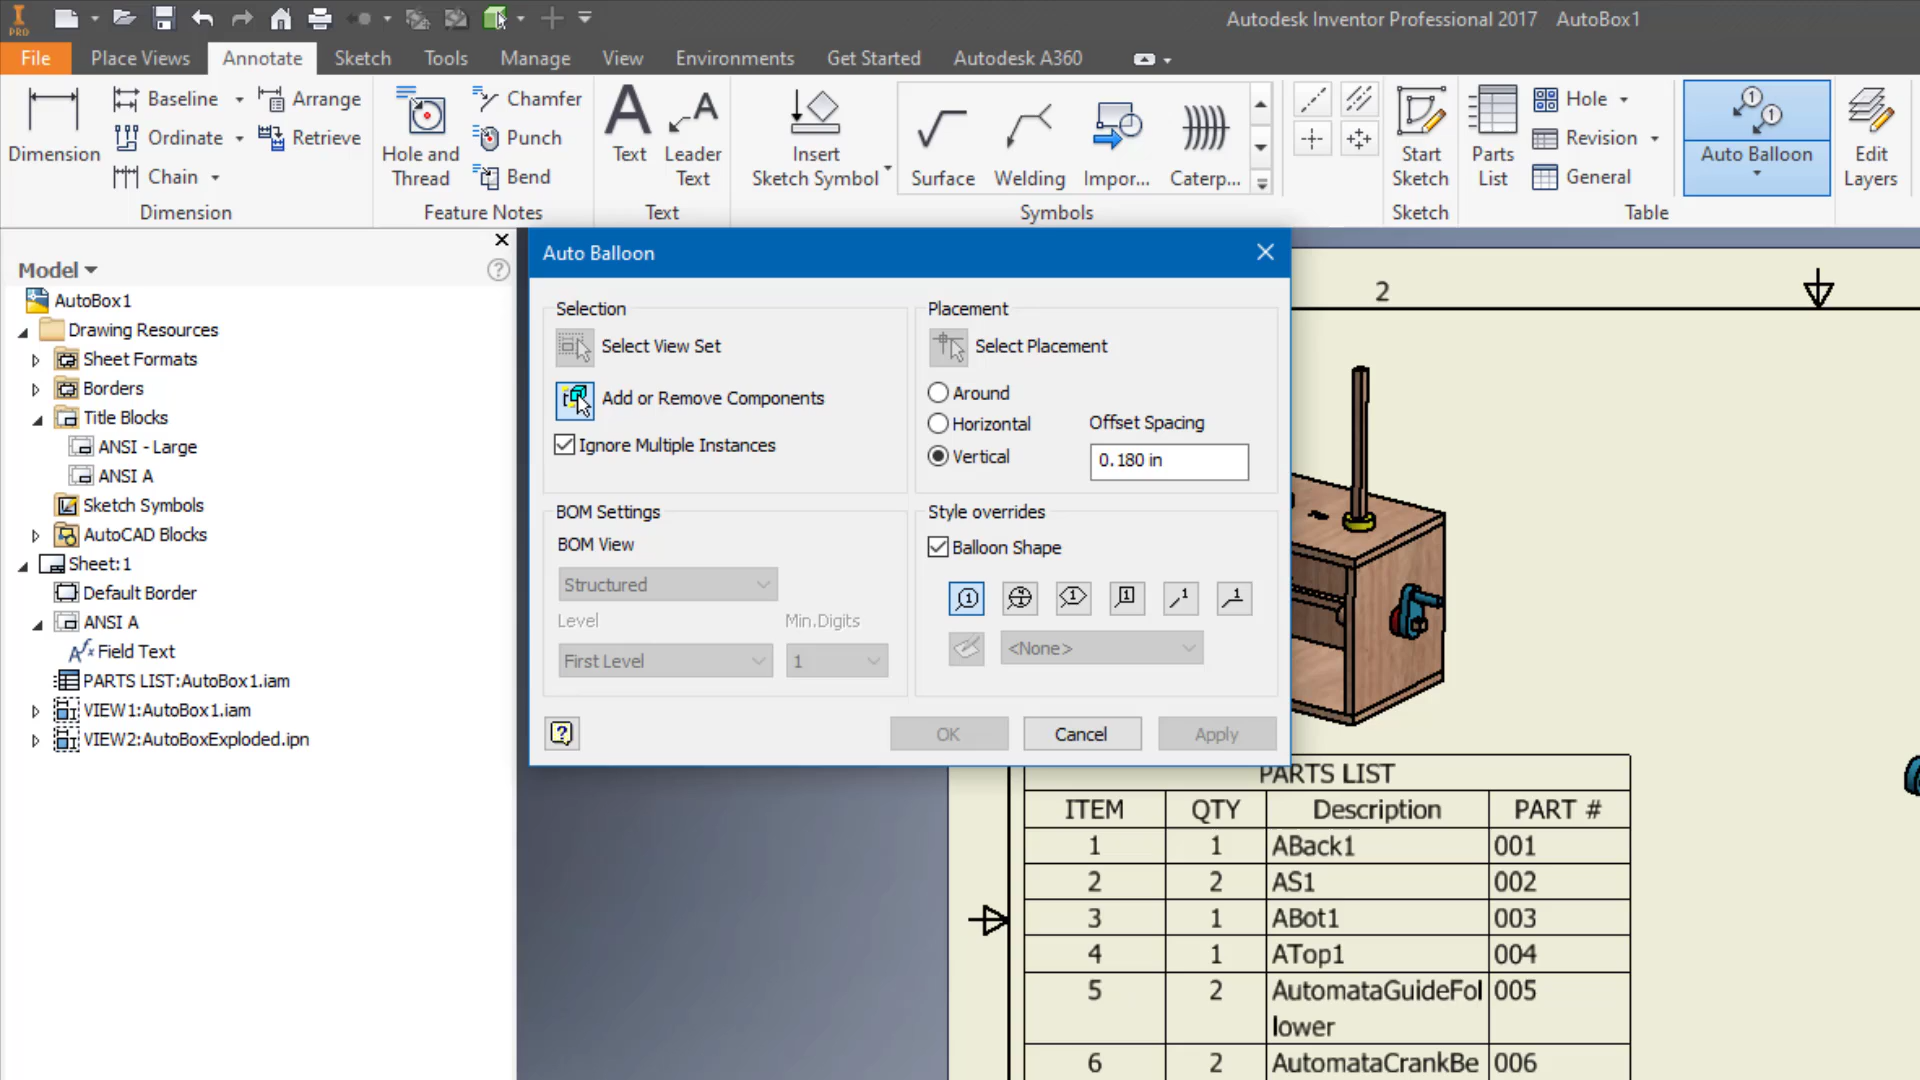 PRO
Autodesk Inventor Professional 2017 AutoBox1
File Place Views Annotate Sketch Tools Manage View Environments Get Started Autodesk A360
Dimension
Baseline
Ordinate
Chain
Arrange
Retrieve
Dimension
Hole and
Thread
Chamfer
Punch
Bend
Feature Notes
Text
Leader
Text
Text
Insert
Sketch Symbol
Surface Welding Impor... Caterp...
Symbols
Start
Sketch
Sketch
Parts
List
Hole
Revision
General
Auto Balloon
Table
Edit
Layers
Model
AutoBox1
Drawing Resources
Sheet Formats
Borders
Title Blocks
ANSI - Large
ANSI A
Sketch Symbols
AutoCAD Blocks
Sheet:1
Default Border
ANSI A
Field Text
PARTS LIST:AutoBox1.iam
VIEW1:AutoBox1.iam
VIEW2:AutoBoxExploded.ipn
Auto Balloon
Selection
Select View Set
Add or Remove Components
Ignore Multiple Instances
Placement
Select Placement
Around
Horizontal
Vertical
Offset Spacing
0.180 in
BOM Settings
BOM View
Structured
Level Min.Digits
First Level 1
Style overrides
Balloon Shape
<None>
OK Cancel Apply
2
PARTS LIST
ITEM QTY Description PART #
1 1 ABack1 001
2 2 AS1 002
3 1 ABot1 003
4 1 ATop1 004
5 2 AutomataGuideFol 005
lower
6 2 AutomataCrankBe 006